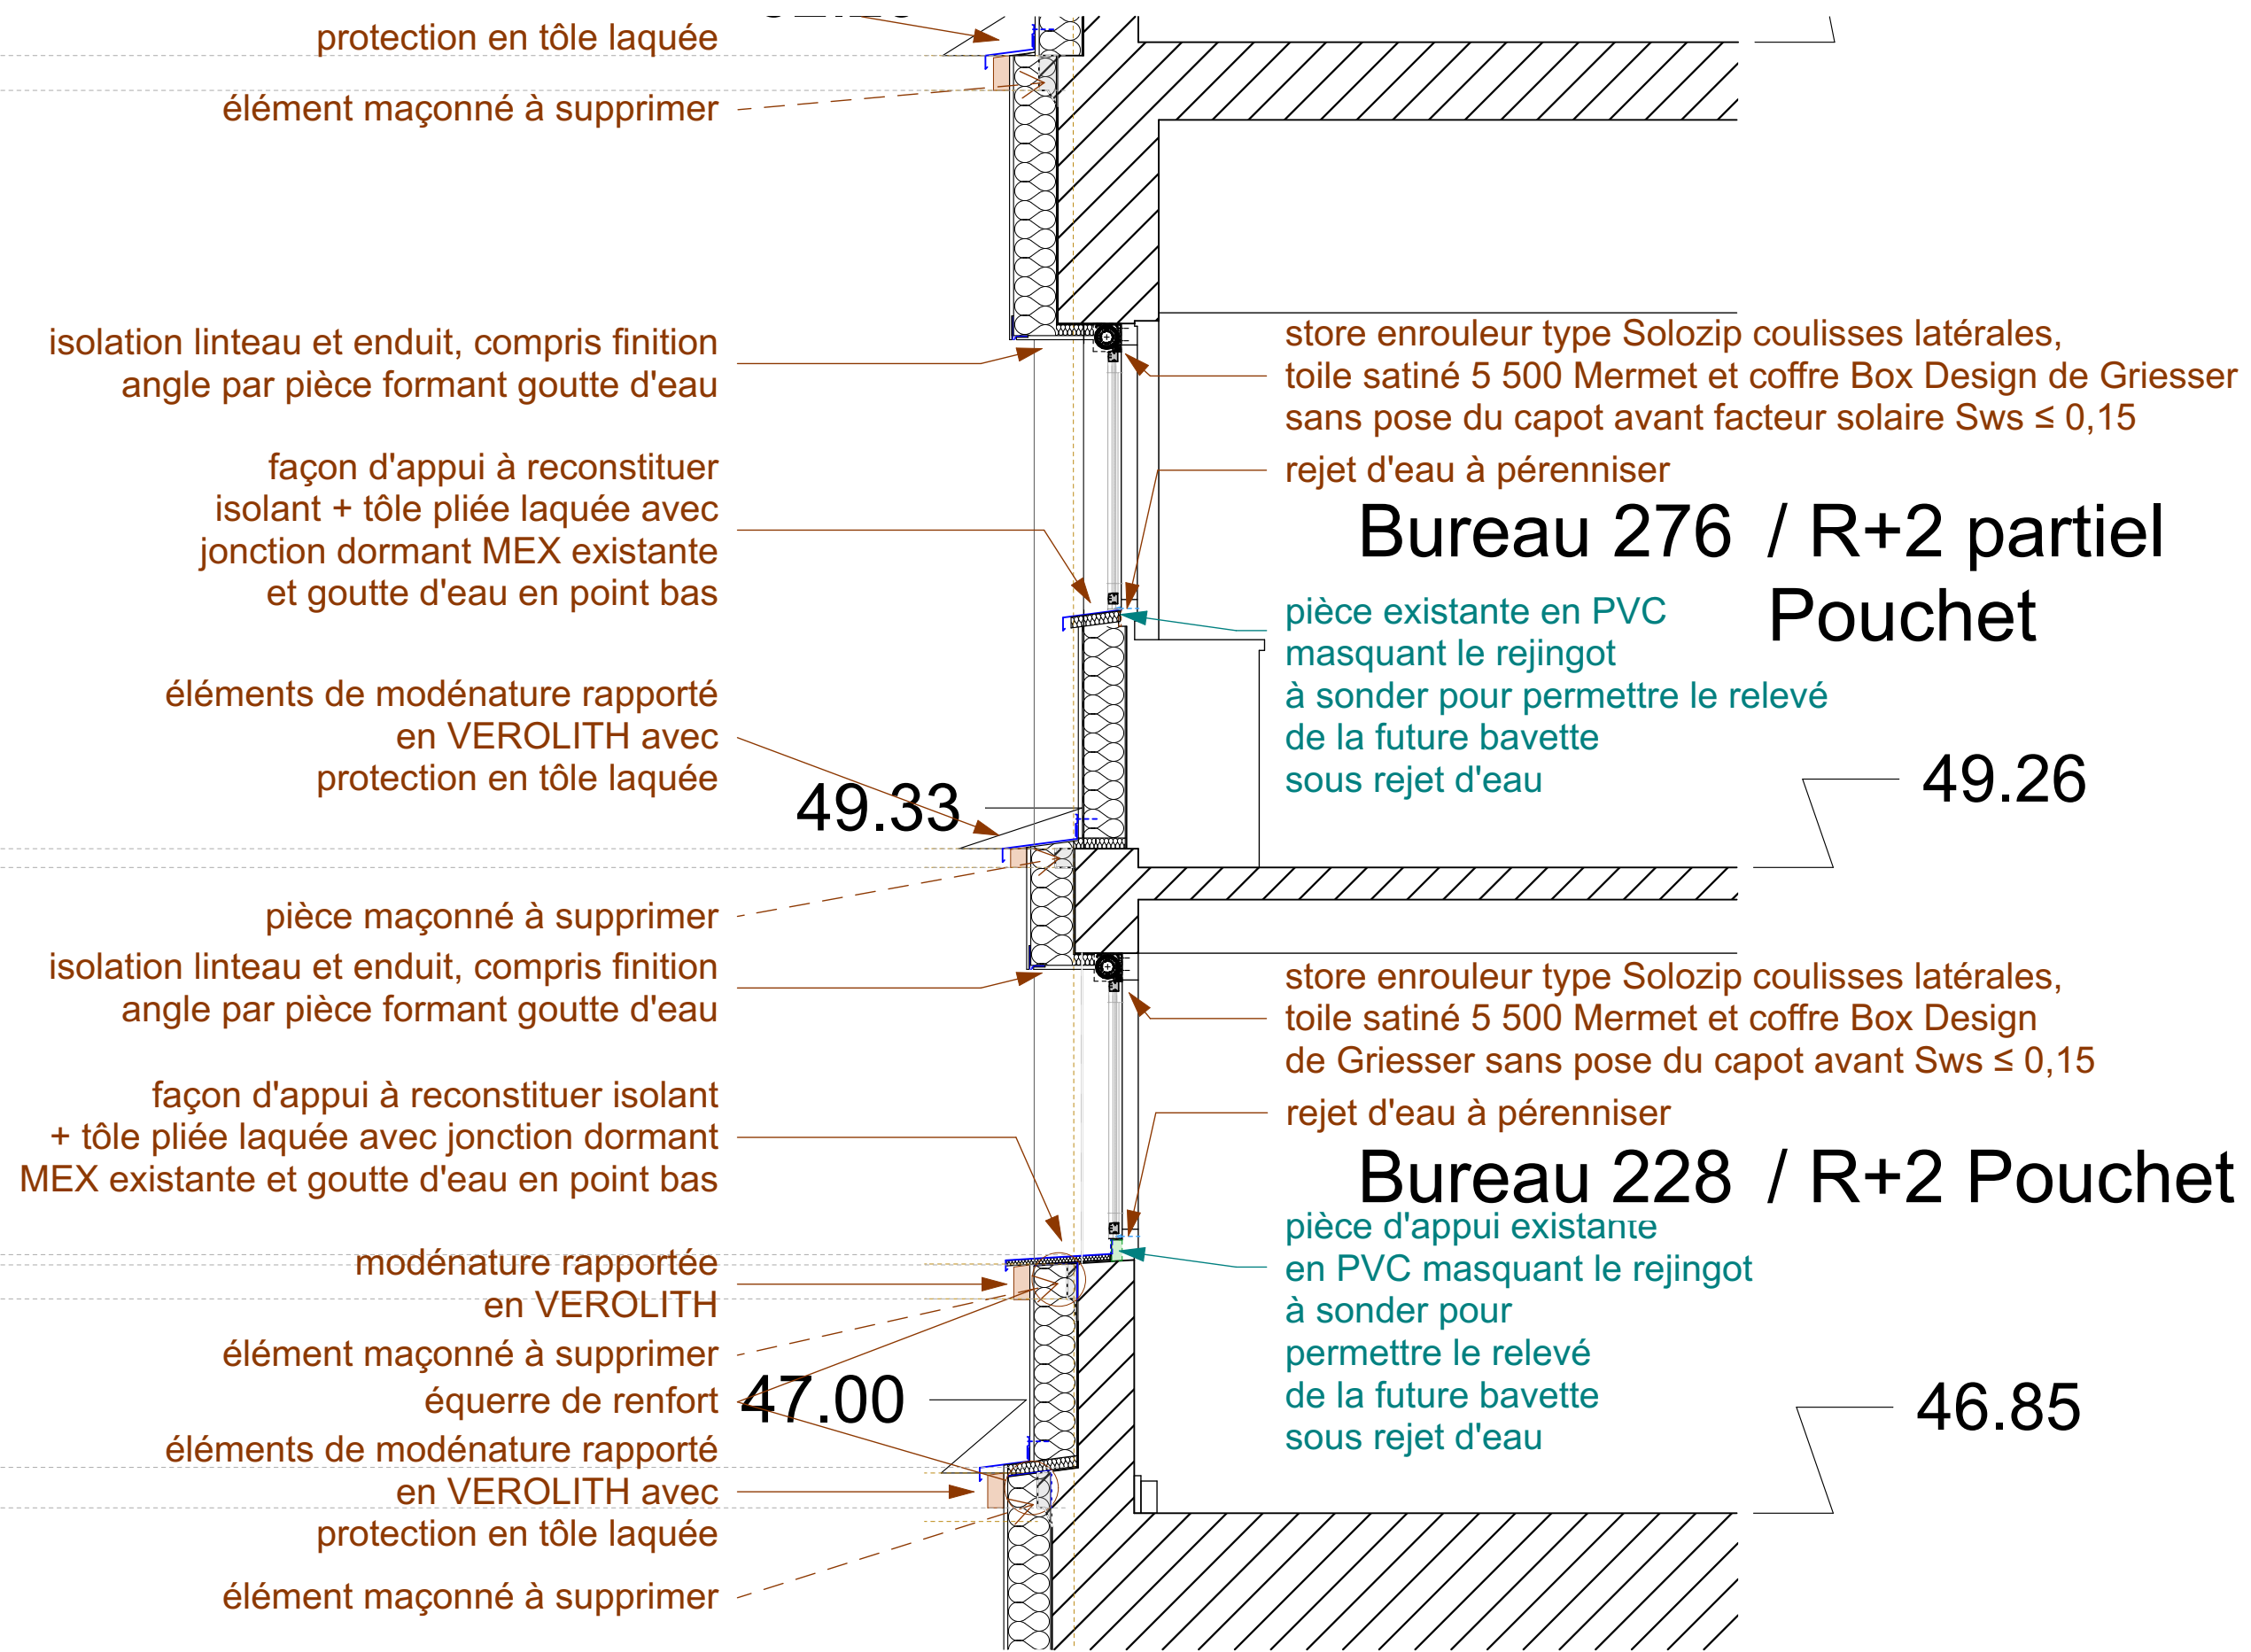 protection en tôle laquée
élément maçonné à supprimer
isolation linteau et enduit, compris finition
angle par pièce formant goutte d'eau
façon d'appui à reconstituer
isolant + tôle pliée laquée avec
jonction dormant MEX existante
et goutte d'eau en point bas
éléments de modénature rapporté
en VEROLITH avec
protection en tôle laquée
49.33
pièce maçonné à supprimer
isolation linteau et enduit, compris finition
angle par pièce formant goutte d'eau
façon d'appui à reconstituer isolant
+ tôle pliée laquée avec jonction dormant
MEX existante et goutte d'eau en point bas
modénature rapportée
en VEROLITH
élément maçonné à supprimer
équerre de renfort
47.00
éléments de modénature rapporté
en VEROLITH avec
protection en tôle laquée
élément maçonné à supprimer
store enrouleur type Solozip coulisses latérales,
toile satiné 5 500 Mermet et coffre Box Design de Griesser
sans pose du capot avant facteur solaire Sws ≤ 0,15
rejet d'eau à pérenniser
Bureau 276 / R+2 partiel
Pouchet
pièce existante en PVC
masquant le rejingot
à sonder pour permettre le relevé
de la future bavette
sous rejet d'eau
49.26
store enrouleur type Solozip coulisses latérales,
toile satiné 5 500 Mermet et coffre Box Design
de Griesser sans pose du capot avant Sws ≤ 0,15
rejet d'eau à pérenniser
Bureau 228 / R+2 Pouchet
pièce d'appui existante
en PVC masquant le rejingot
à sonder pour
permettre le relevé
de la future bavette
sous rejet d'eau
46.85